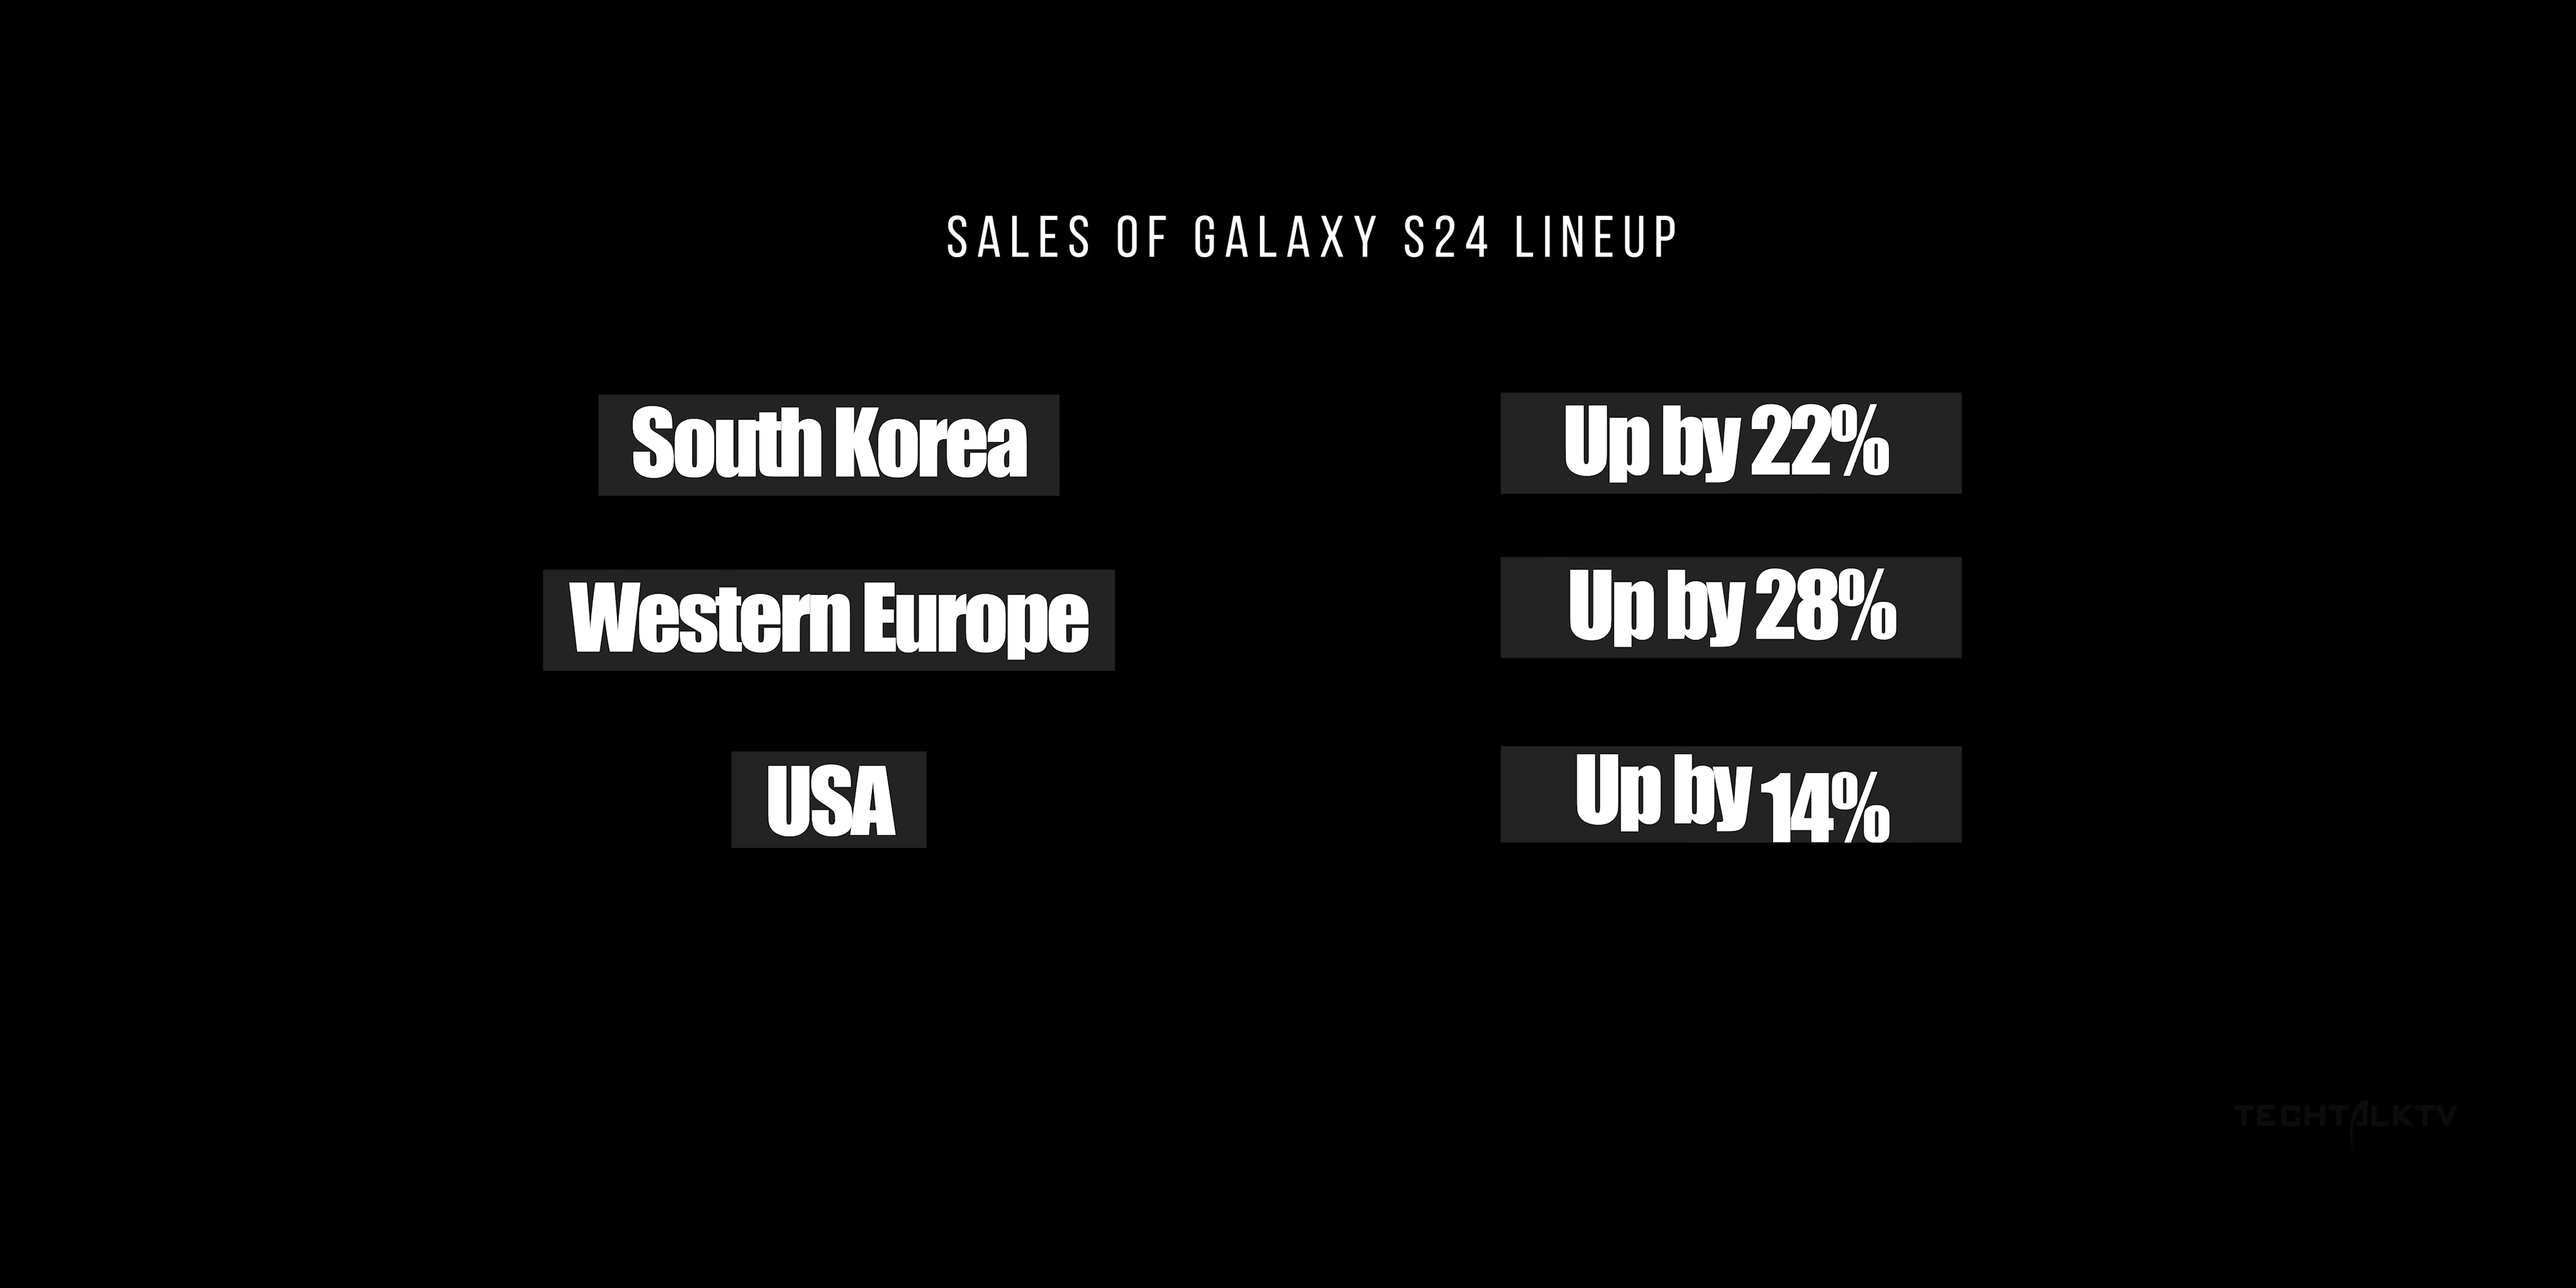 SALES OF GALAXY S24 LINEUP
South Korea
Up by 22%
Western Europe
Up by 28%
USA
Up by 14%
TECHTALKTV